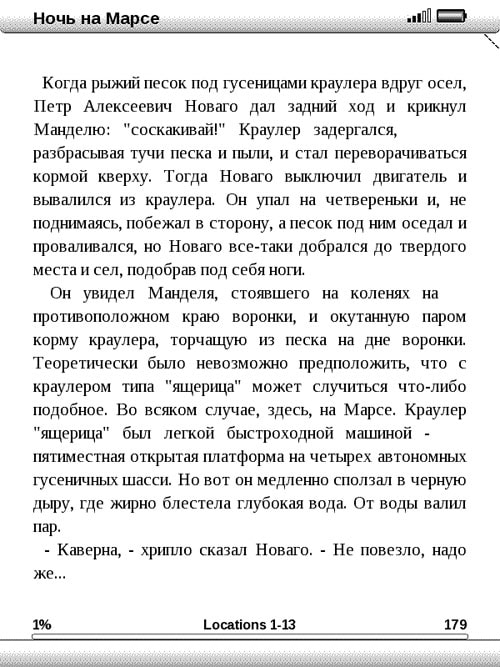 Ночь на Марсе
Когда рыжий песок под гусеницами краулера вдруг осел,
Петр Алексеевич Новаго дал задний ход и крикнул
Манделю: "соскакивай!" Краулер задергался,
разбрасывая тучи песка и пыли, и стал переворачиваться
кормой кверху. Тогда Новаго выключил двигатель и
вывалился из краулера. Он упал на четвереньки и, не
поднимаясь, побежал в сторону, а песок под ним оседал и
проваливался, но Новаго все-таки добрался до твердого
места и сел, подобрав под себя ноги.
Он увидел Манделя, стоявшего на коленях на
противоположном краю воронки, и окутанную паром
корму краулера, торчащую из песка на дне воронки.
Теоретически было невозможно предположить, что с
краулером типа "ящерица" может случиться что-либо
подобное. Во всяком случае, здесь, на Марсе. Краулер
"ящерица" был легкой быстроходной машиной -
пятиместная открытая платформа на четырех автономных
гусеничных шасси. Но вот он медленно сползал в черную
дыру, где жирно блестела глубокая вода. От воды валил
пар.
- Каверна, - хрипло сказал Новаго. - Не повезло, надо
же...
1% Locations 1-13 179